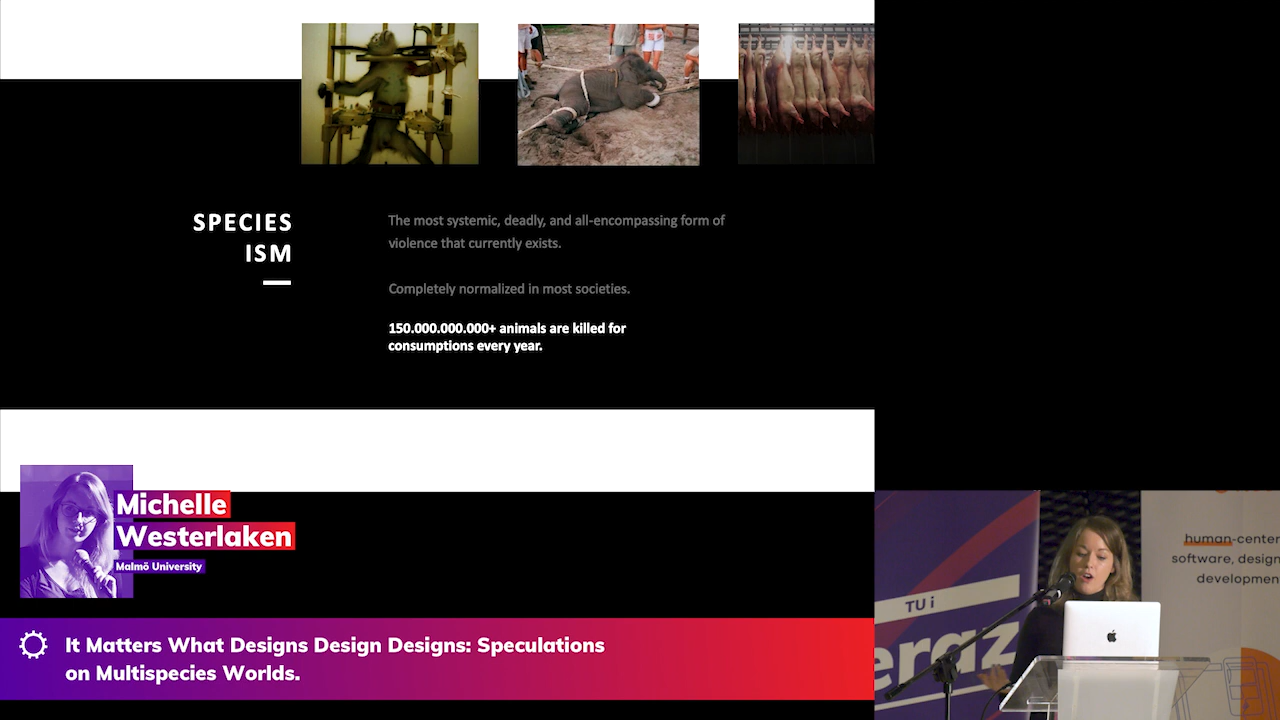 SPECIES
ISM
The most systemic, deadly, and all-encompassing form of
violence that currently exists.
Completely normalized in most societies.
150.000.000.000+ animals are killed for
consumptions every year.
Michelle
Westerlaken
Malmö University
It Matters What Designs Design Designs: Speculations
on Multispecies Worlds.
TU i
eraz
human-center
software, design
development